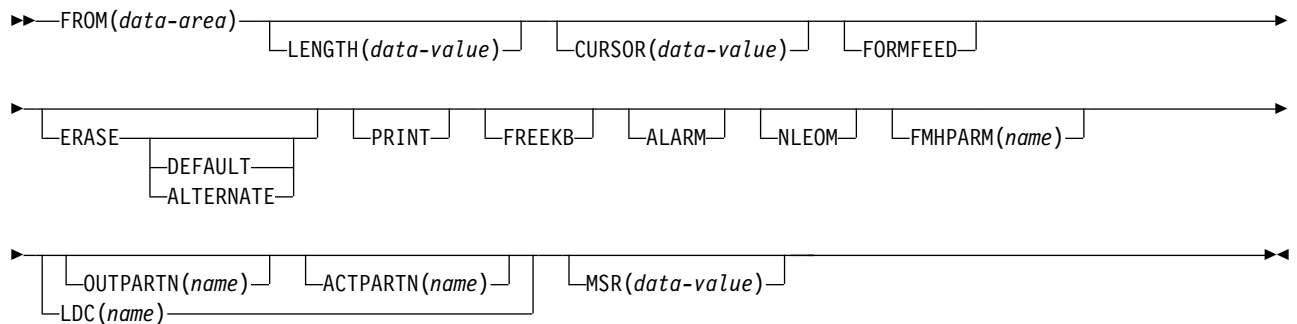 FROM(data-area)
LENGTH(data-value) CURSOR(data-value) FORMFEED
ERASE PRINT FREEKB ALARM NLEOM FMHPARM(name)
DEFAULT
ALTERNATE
OUTPARTN(name) ACTPARTN(name) MSR(data-value)
LDC(name)